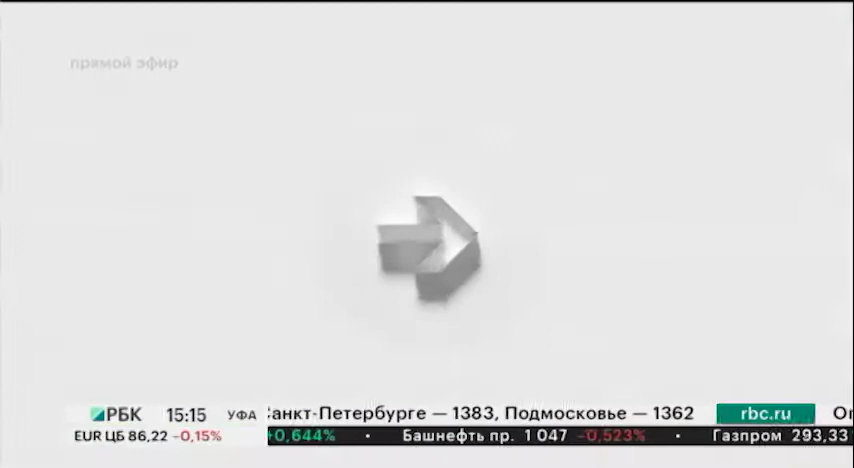 прямой эфир
РБК 15:15 УФА Санкт-Петербурге — 1383, Подмосковье — 1362 rbc.ru
EUR ЦБ 86,22 -0,15% +0,644% · Башнефть пр. 1 047 -0,523% · Газпром 293,33